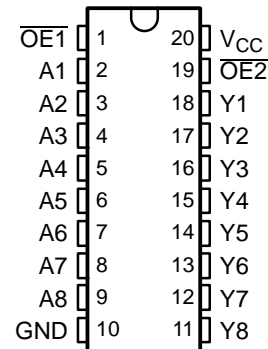 O̅E̅1̅ 1 20 VCC
A1 2 19 O̅E̅2̅
A2 3 18 Y1
A3 4 17 Y2
A4 5 16 Y3
A5 6 15 Y4
A6 7 14 Y5
A7 8 13 Y6
A8 9 12 Y7
GND 10 11 Y8